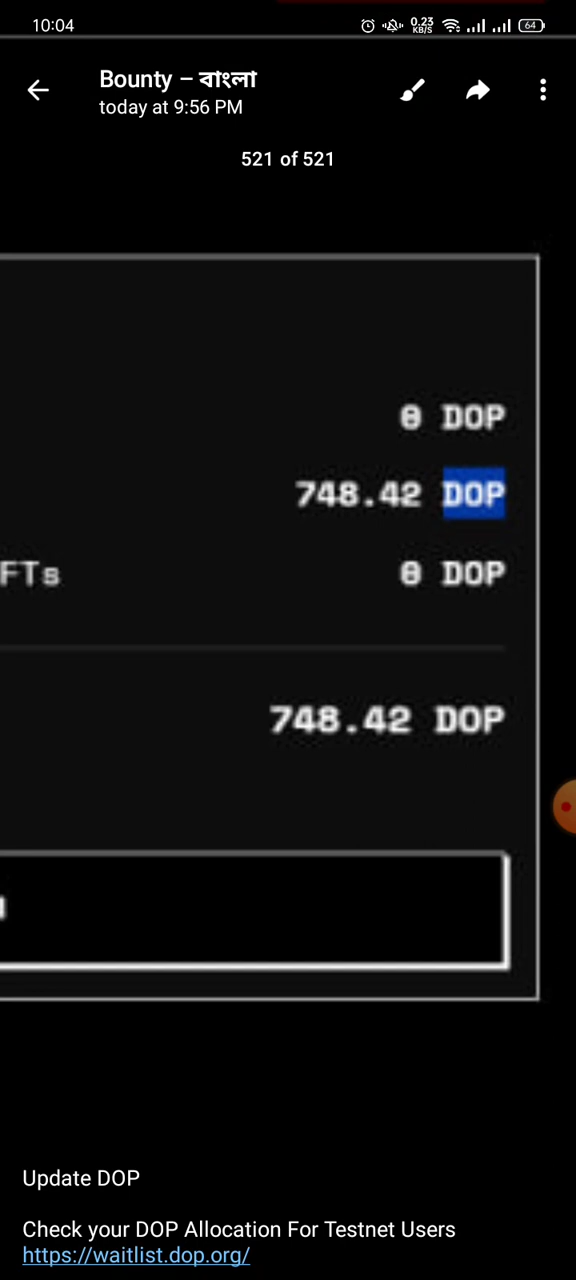 10:04 0.23 KB/S 64
Bounty – বাংলা
today at 9:56 PM
521 of 521
0 DOP
748.42 DOP
FTs 0 DOP
748.42 DOP
Update DOP
Check your DOP Allocation For Testnet Users
https://waitlist.dop.org/